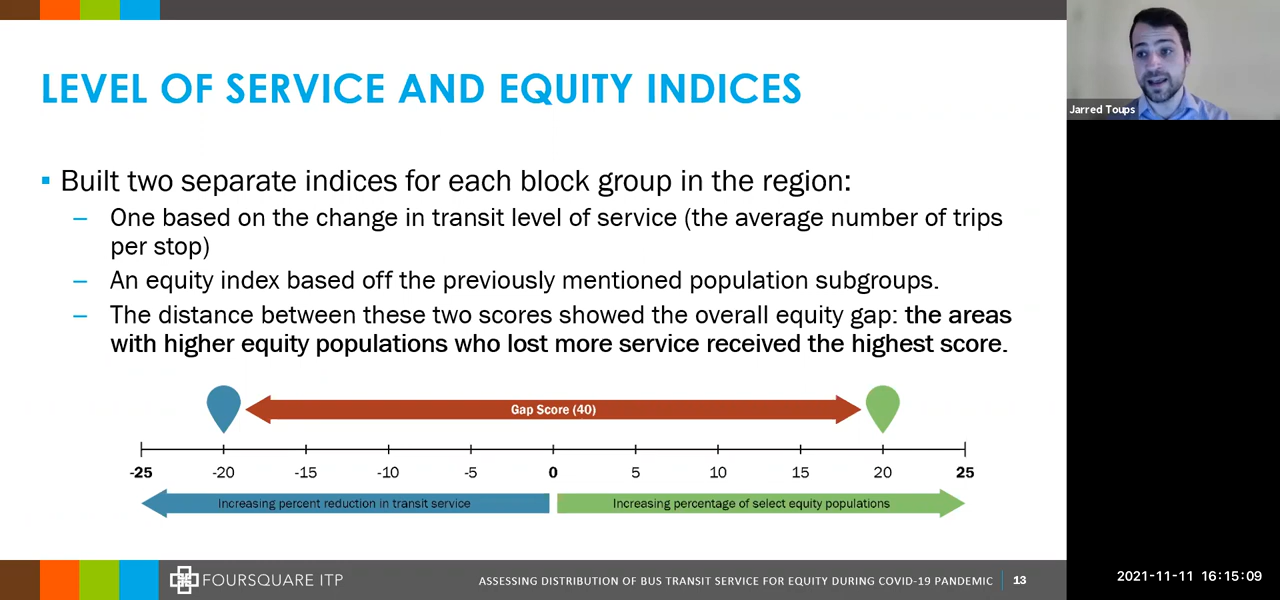 LEVEL OF SERVICE AND EQUITY INDICES
Jarred Toups
Built two separate indices for each block group in the region:
– One based on the change in transit level of service (the average number of trips
per stop)
– An equity index based off the previously mentioned population subgroups.
– The distance between these two scores showed the overall equity gap: the areas
with higher equity populations who lost more service received the highest score.
Gap Score (40)
-25 -20 -15 -10 -5 0 5 10 15 20 25
Increasing percent reduction in transit service
Increasing percentage of select equity populations
FOURSQUARE ITP
ASSESSING DISTRIBUTION OF BUS TRANSIT SERVICE FOR EQUITY DURING COVID-19 PANDEMIC 13
2021-11-11 16:15:09